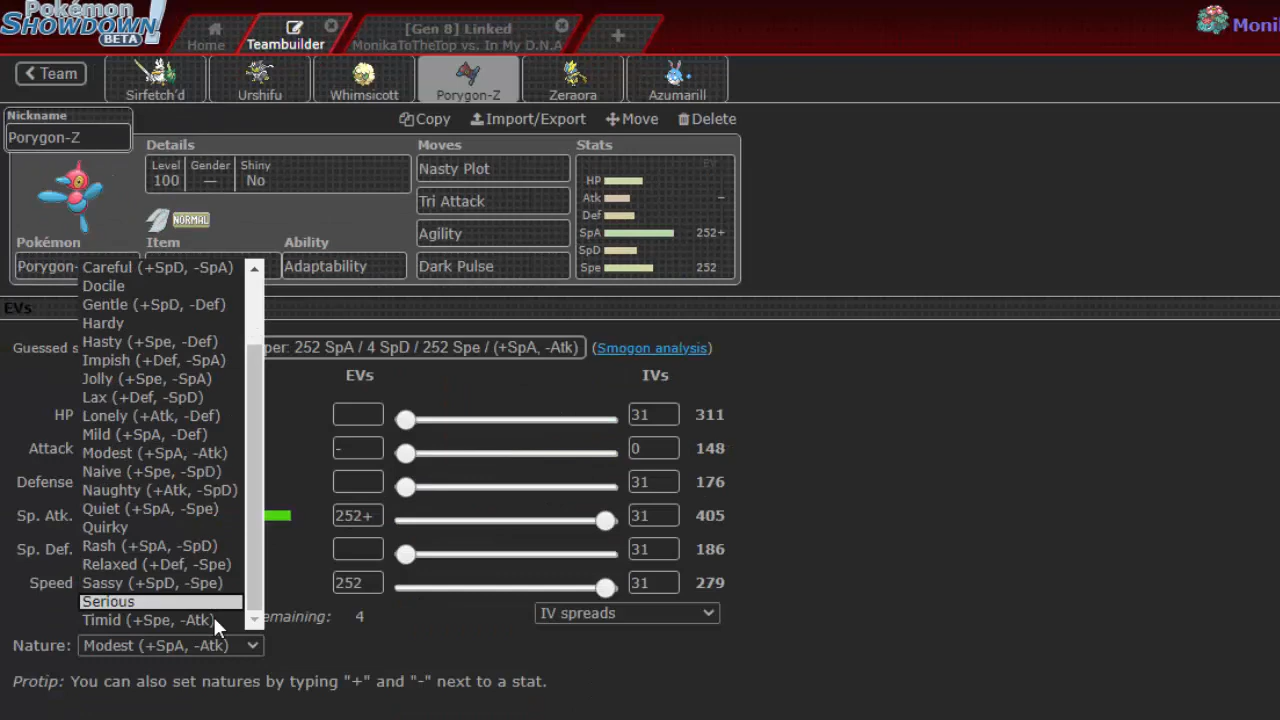 Pokémon
SHOWDOWN!
BETA
Home
Teambuilder
[Gen 8] Linked
MonikaToTheTop vs. In My D.N.A
+
Moni
< Team
Sirfetch'd
Urshifu
Whimsicott
Porygon-Z
Zeraora
Azumarill
Nickname
Porygon-Z
Copy
Import/Export
Move
Delete
Details
Level
100
Gender
—
Shiny
No
NORMAL
Pokémon
Porygon-
Item
Ability
Adaptability
Moves
Nasty Plot
Tri Attack
Agility
Dark Pulse
Stats
EV
HP
Atk –
Def
SpA 252+
SpD
Spe 252
EVs
Guessed s
per: 252 SpA / 4 SpD / 252 Spe / (+SpA, -Atk)
(Smogon analysis)
EVs IVs
HP 31 311
Attack - 0 148
Defense 31 176
Sp. Atk. 252+ 31 405
Sp. Def. 31 186
Speed 252 31 279
emaining: 4
IV spreads
Careful (+SpD, -SpA)
Docile
Gentle (+SpD, -Def)
Hardy
Hasty (+Spe, -Def)
Impish (+Def, -SpA)
Jolly (+Spe, -SpA)
Lax (+Def, -SpD)
Lonely (+Atk, -Def)
Mild (+SpA, -Def)
Modest (+SpA, -Atk)
Naive (+Spe, -SpD)
Naughty (+Atk, -SpD)
Quiet (+SpA, -Spe)
Quirky
Rash (+SpA, -SpD)
Relaxed (+Def, -Spe)
Sassy (+SpD, -Spe)
Serious
Timid (+Spe, -Atk)
Nature: Modest (+SpA, -Atk)
Protip: You can also set natures by typing "+" and "-" next to a stat.